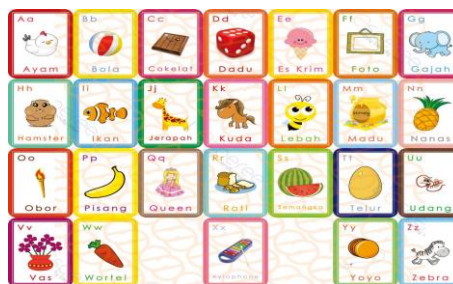 Aa
Ayam
Bb
Bola
Cc
Cokelat
Dd
Dadu
Ee
Es Krim
Ff
Foto
Gg
Gajah
Hh
Hamster
Ii
Ikan
Jj
Jerapah
Kk
Kuda
Ll
Lebah
Mm
Madu
Nn
Nanas
Oo
Obor
Pp
Pisang
Qq
Queen
Rr
Roti
Ss
Semangka
Tt
Telur
Uu
Udang
Vv
Vas
Ww
Wortel
Xx
Yy
Yoyo
Zz
Zebra